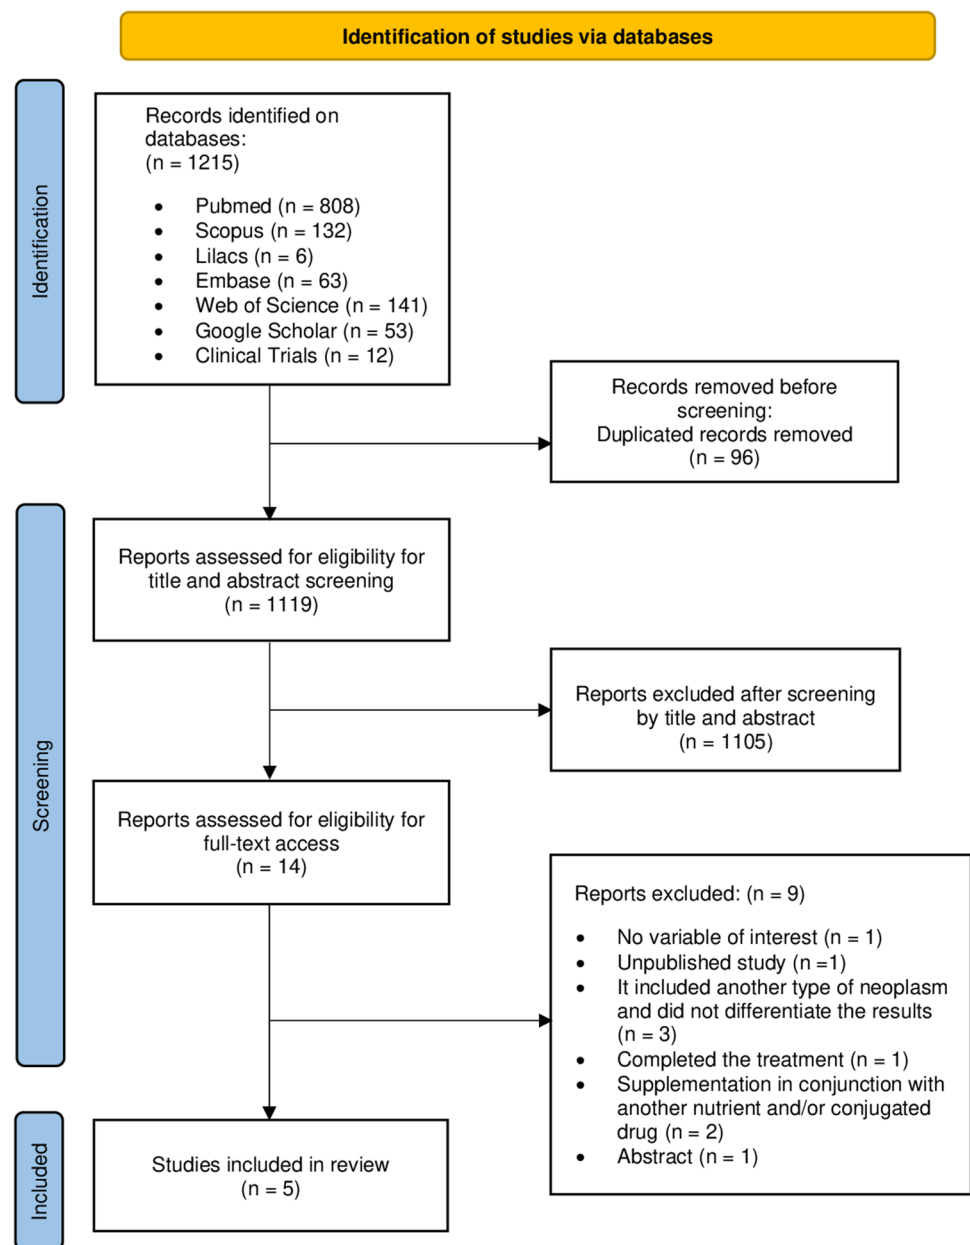 Identification of studies via databases
Identification
Records identified on
databases:
(n = 1215)
• Pubmed (n = 808)
• Scopus (n = 132)
• Lilacs (n = 6)
• Embase (n = 63)
• Web of Science (n = 141)
• Google Scholar (n = 53)
• Clinical Trials (n = 12)
Records removed before
screening:
Duplicated records removed
(n = 96)
Screening
Reports assessed for eligibility for
title and abstract screening
(n = 1119)
Reports excluded after screening
by title and abstract
(n = 1105)
Reports assessed for eligibility for
full-text access
(n = 14)
Reports excluded: (n = 9)
• No variable of interest (n = 1)
• Unpublished study (n =1)
• It included another type of neoplasm
and did not differentiate the results
(n = 3)
• Completed the treatment (n = 1)
• Supplementation in conjunction with
another nutrient and/or conjugated
drug (n = 2)
• Abstract (n = 1)
Included
Studies included in review
(n = 5)